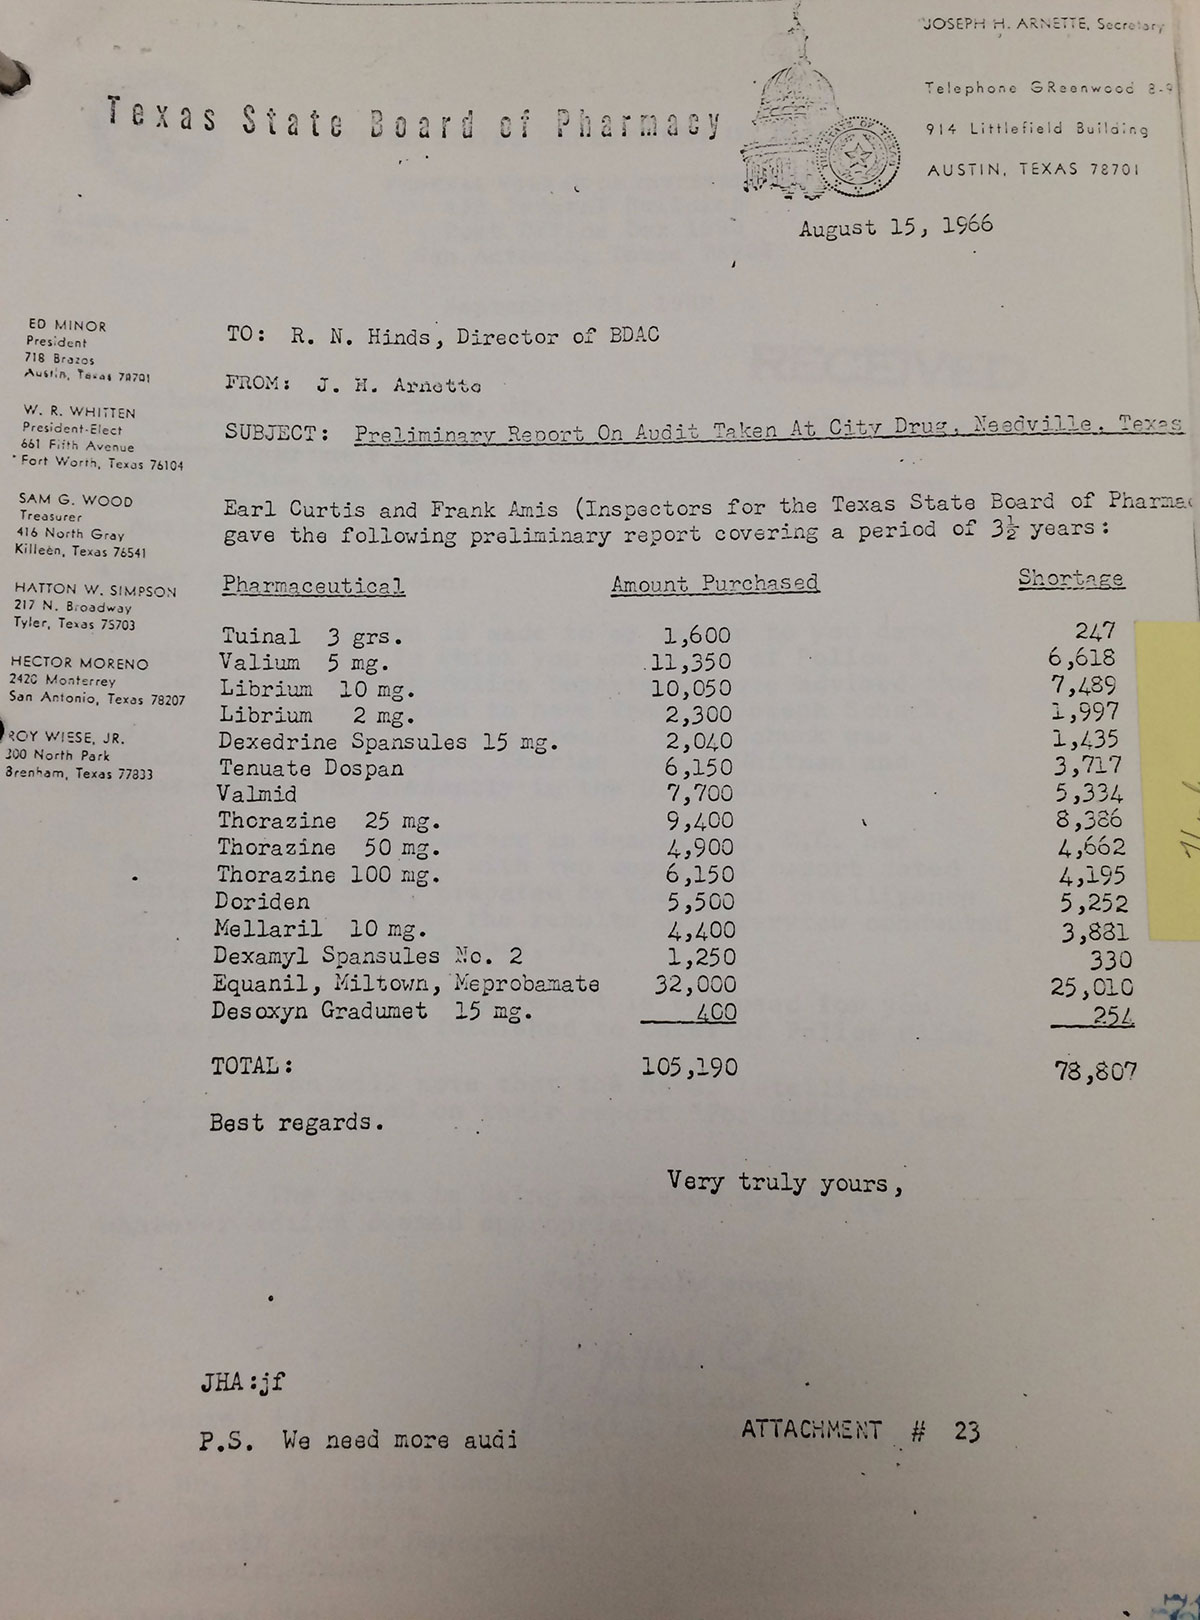 JOSEPH H. ARNETTE, Secretary
Telephone GReenwood 8-9
914 Littlefield Building
AUSTIN, TEXAS 78701
Texas State Board of Pharmacy
August 15, 1966
ED MINOR
President
718 Brazos
Austin, Texas 78701
W. R. WHITTEN
President-Elect
661 Fifth Avenue
Fort Worth, Texas 76104
SAM G. WOOD
Treasurer
416 North Gray
Killeen, Texas 76541
HATTON W. SIMPSON
217 N. Broadway
Tyler, Texas 75703
HECTOR MORENO
2420 Monterrey
San Antonio, Texas 78207
ROY WIESE, JR.
300 North Park
Brenham, Texas 77833
TO: R. N. Hinds, Director of BDAC
FROM: J. H. Arnette
SUBJECT: Preliminary Report On Audit Taken At City Drug, Needville, Texas
Earl Curtis and Frank Amis (Inspectors for the Texas State Board of Pharmac
gave the following preliminary report covering a period of 3½ years:
Pharmaceutical Amount Purchased Shortage
Tuinal 3 grs. 1,600 247
Valium 5 mg. 11,350 6,618
Librium 10 mg. 10,050 7,489
Librium 2 mg. 2,300 1,997
Dexedrine Spansules 15 mg. 2,040 1,435
Tenuate Dospan 6,150 3,717
Valmid 7,700 5,334
Thorazine 25 mg. 9,400 8,386
Thorazine 50 mg. 4,900 4,662
Thorazine 100 mg. 6,150 4,195
Doriden 5,500 5,252
Mellaril 10 mg. 4,400 3,881
Dexamyl Spansules No. 2 1,250 330
Equanil, Miltown, Meprobamate 32,000 25,010
Desoxyn Gradumet 15 mg. 400 254
TOTAL: 105,190 78,807
Best regards.
Very truly yours,
JHA:jf
P.S. We need more audi
ATTACHMENT # 23